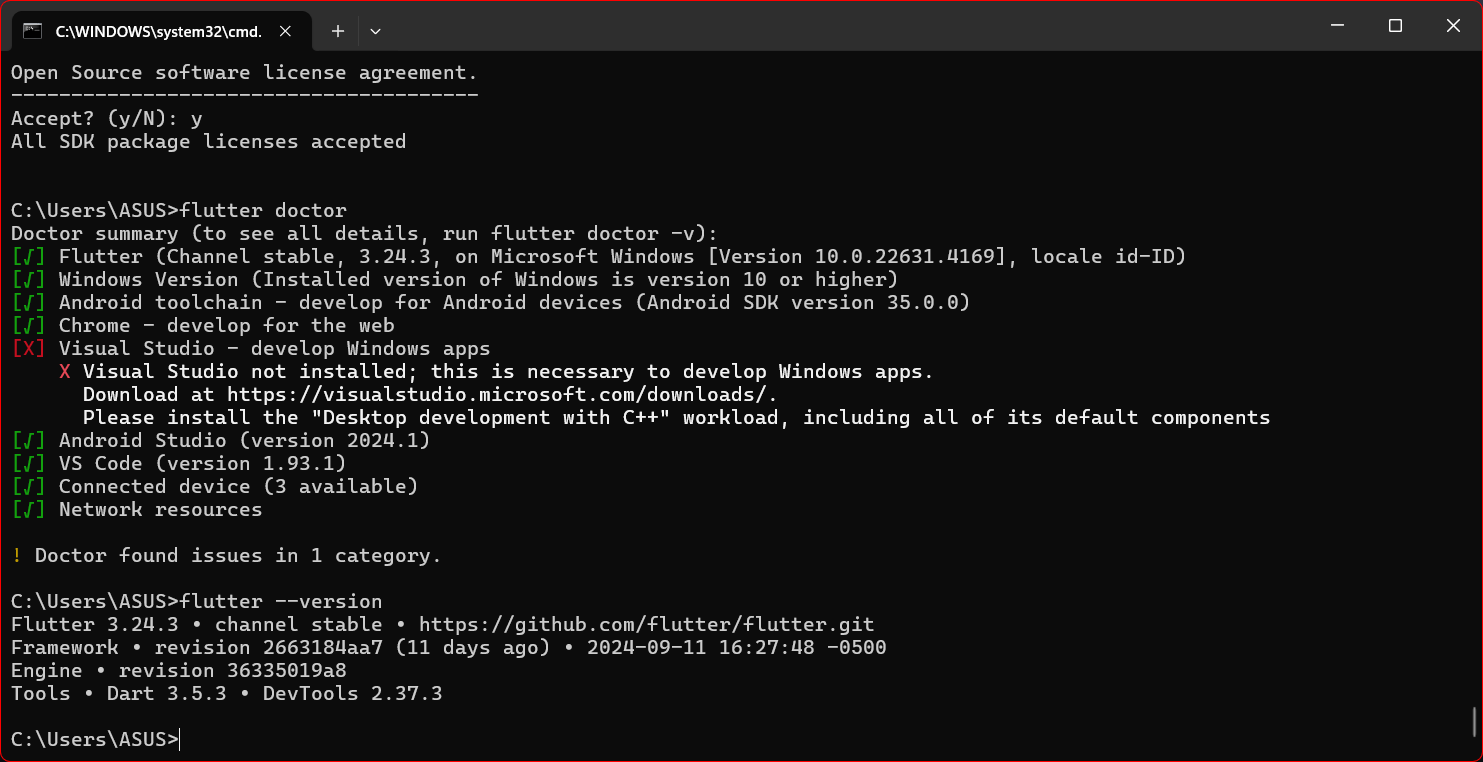 C:\WINDOWS\system32\cmd.
Open Source software license agreement.
---------------------------------------
Accept? (y/N): y
All SDK package licenses accepted
C:\Users\ASUS>flutter doctor
Doctor summary (to see all details, run flutter doctor -v):
[√] Flutter (Channel stable, 3.24.3, on Microsoft Windows [Version 10.0.22631.4169], locale id-ID)
[√] Windows Version (Installed version of Windows is version 10 or higher)
[√] Android toolchain - develop for Android devices (Android SDK version 35.0.0)
[√] Chrome - develop for the web
[X] Visual Studio - develop Windows apps
X Visual Studio not installed; this is necessary to develop Windows apps.
Download at https://visualstudio.microsoft.com/downloads/.
Please install the "Desktop development with C++" workload, including all of its default components
[√] Android Studio (version 2024.1)
[√] VS Code (version 1.93.1)
[√] Connected device (3 available)
[√] Network resources
! Doctor found issues in 1 category.
C:\Users\ASUS>flutter --version
Flutter 3.24.3 • channel stable • https://github.com/flutter/flutter.git
Framework • revision 2663184aa7 (11 days ago) • 2024-09-11 16:27:48 -0500
Engine • revision 36335019a8
Tools • Dart 3.5.3 • DevTools 2.37.3
C:\Users\ASUS>